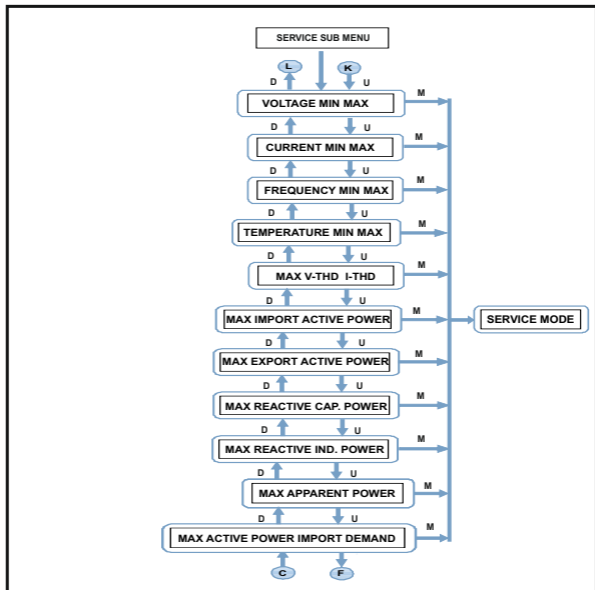 SERVICE SUB MENU
L K
D U
VOLTAGE MIN MAX M
D U
CURRENT MIN MAX M
D U
FREQUENCY MIN MAX M
D U
TEMPERATURE MIN MAX M
D U
MAX V-THD I-THD M
D U
MAX IMPORT ACTIVE POWER M SERVICE MODE
D U
MAX EXPORT ACTIVE POWER M
D U
MAX REACTIVE CAP. POWER M
D U
MAX REACTIVE IND. POWER M
D U
MAX APPARENT POWER M
D U
MAX ACTIVE POWER IMPORT DEMAND M
C F